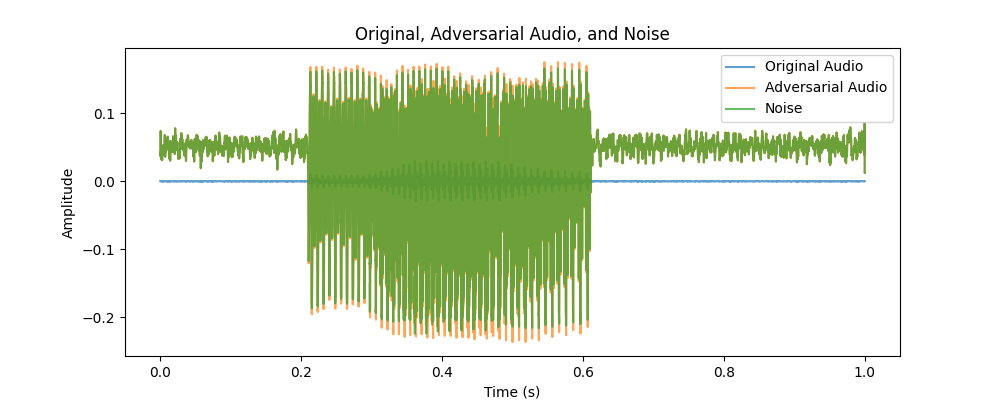 Original, Adversarial Audio, and Noise
Original Audio
Adversarial Audio
Noise
0.1
0.0
−0.1
−0.2
Amplitude
0.0 0.2 0.4 0.6 0.8 1.0
Time (s)